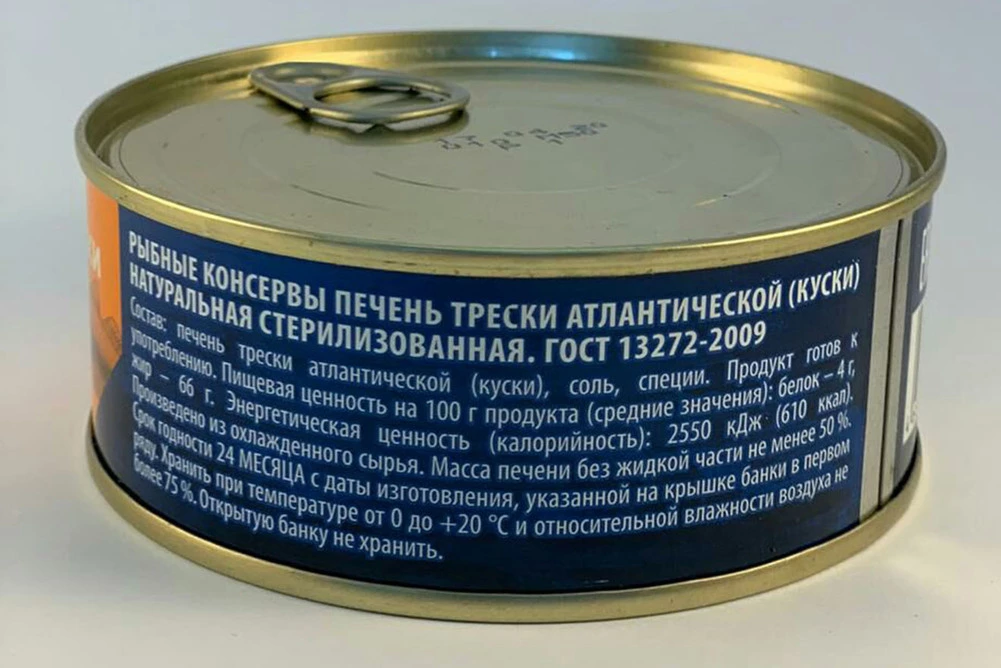 РЫБНЫЕ КОНСЕРВЫ ПЕЧЕНЬ ТРЕСКИ АТЛАНТИЧЕСКОЙ (КУСКИ)
НАТУРАЛЬНАЯ СТЕРИЛИЗОВАННАЯ. ГОСТ 13272-2009
Состав: печень трески атлантической (куски), соль, специи. Продукт готов к
употреблению. Пищевая ценность на 100 г продукта (средние значения): белок – 4 г,
жир – 66 г. Энергетическая ценность (калорийность): 2550 кДж (610 ккал).
Произведено из охлажденного сырья. Масса печени без жидкой части не менее 50 %.
Срок годности 24 МЕСЯЦА с даты изготовления, указанной на крышке банки в первом
ряду. Хранить при температуре от 0 до +20 °С и относительной влажности воздуха не
более 75 %. Открытую банку не хранить.